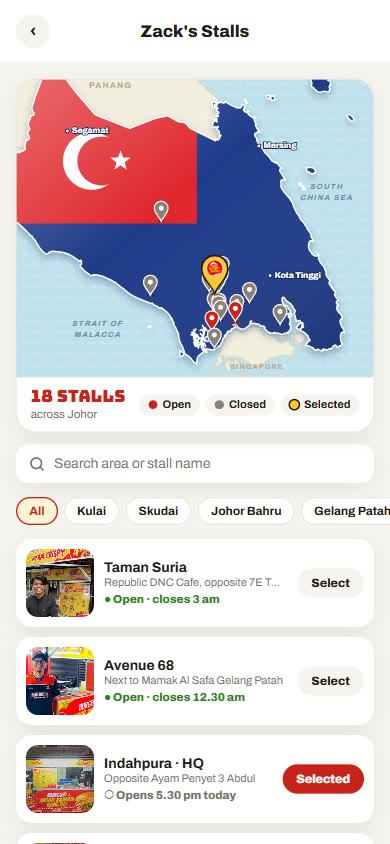 Zack's Stalls
PAHANG
Segamat
Mersing
SOUTH
CHINA SEA
Kota Tinggi
STRAIT OF
MALACCA
SINGAPORE
18 STALLS
across Johor
Open
Closed
Selected
Search area or stall name
All
Kulai
Skudai
Johor Bahru
Gelang Patah
Taman Suria
Republic DNC Cafe, opposite 7E T...
Open · closes 3 am
Select
Avenue 68
Next to Mamak Al Safa Gelang Patah
Open · closes 12.30 am
Select
Indahpura · HQ
Opposite Ayam Penyet 3 Abdul
Opens 5.30 pm today
Selected